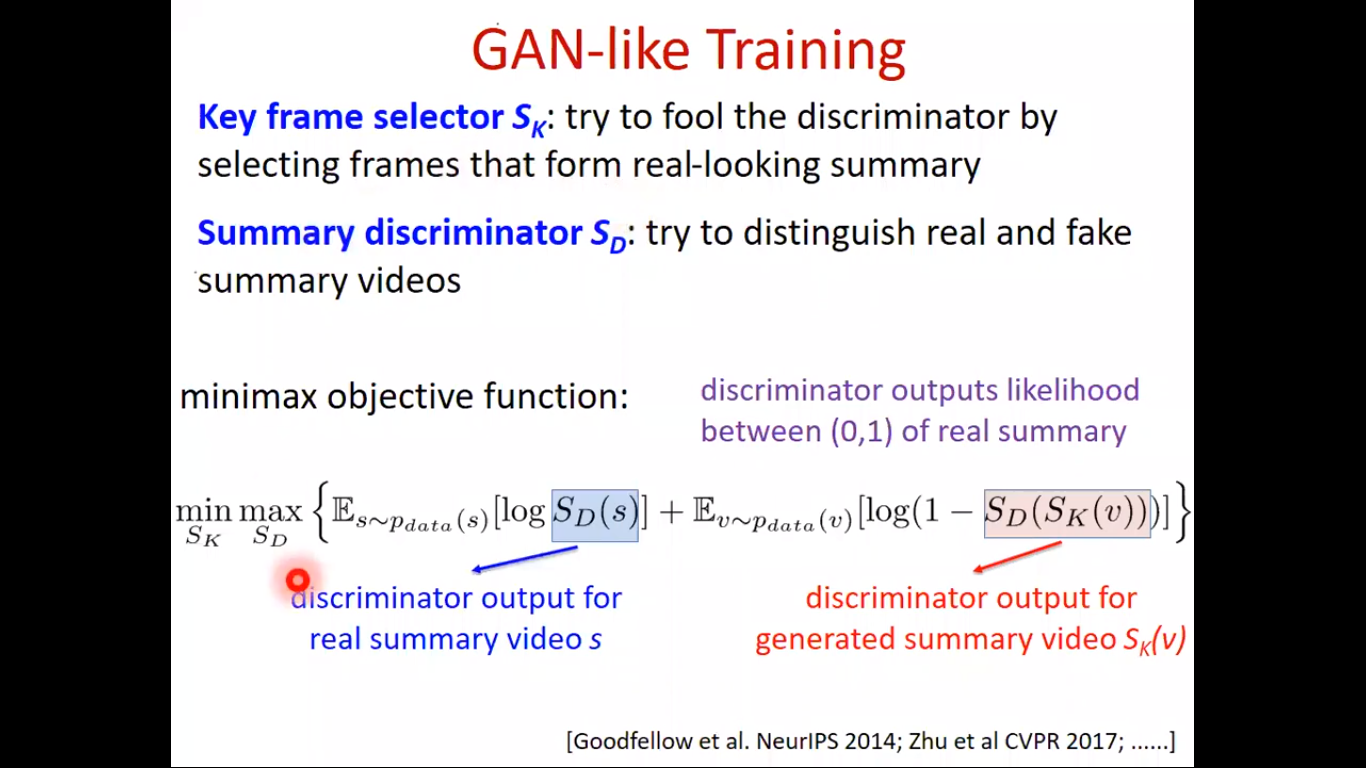 GAN-like Training
Key frame selector S_K: try to fool the discriminator by
selecting frames that form real-looking summary
Summary discriminator S_D: try to distinguish real and fake
summary videos
minimax objective function:
discriminator outputs likelihood
between (0,1) of real summary
min_{S_K} max_{S_D} {𝔼_{s∼p_{data}(s)}[log S_D(s)] + 𝔼_{v∼p_{data}(v)}[log(1 − S_D(S_K(v)))]}
discriminator output for
real summary video s
discriminator output for
generated summary video S_K(v)
[Goodfellow et al. NeurIPS 2014; Zhu et al CVPR 2017; ......]